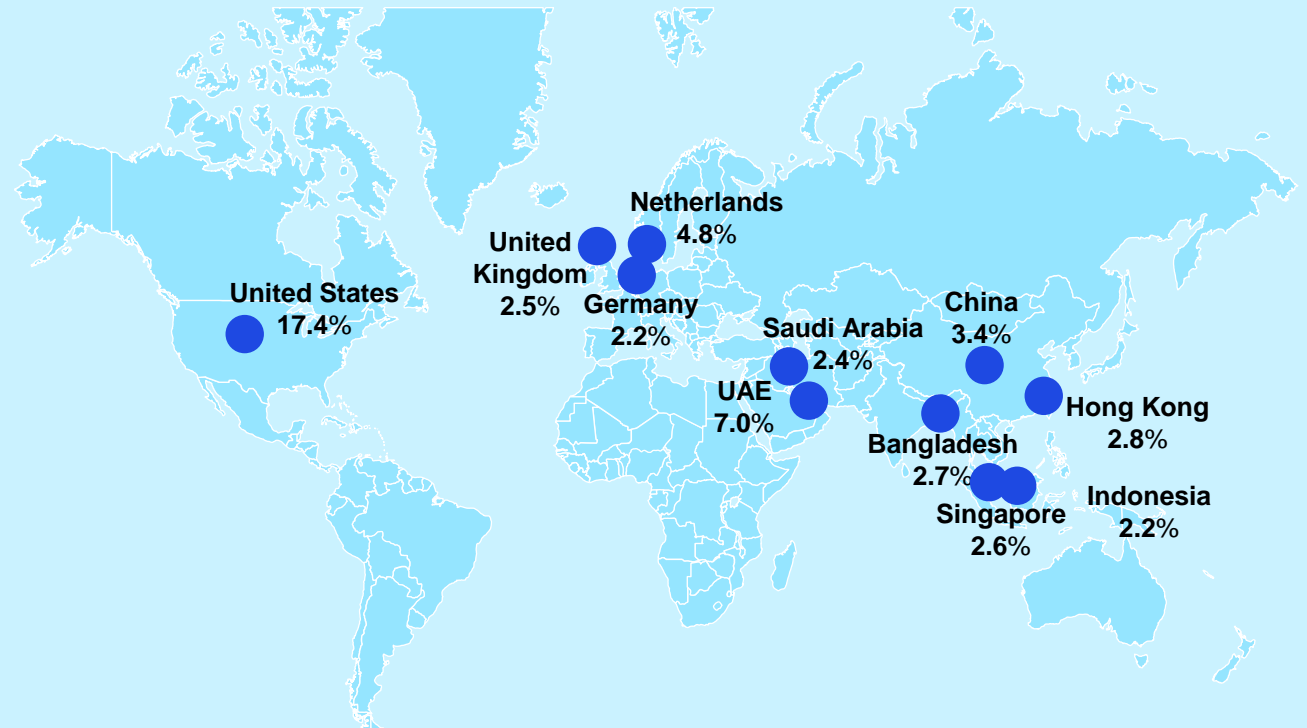 Netherlands
4.8%
United
Kingdom
2.5%
Germany
2.2%
United States
17.4%
China
3.4%
Saudi Arabia
2.4%
UAE
7.0%
Hong Kong
2.8%
Bangladesh
2.7%
Indonesia
2.2%
Singapore
2.6%